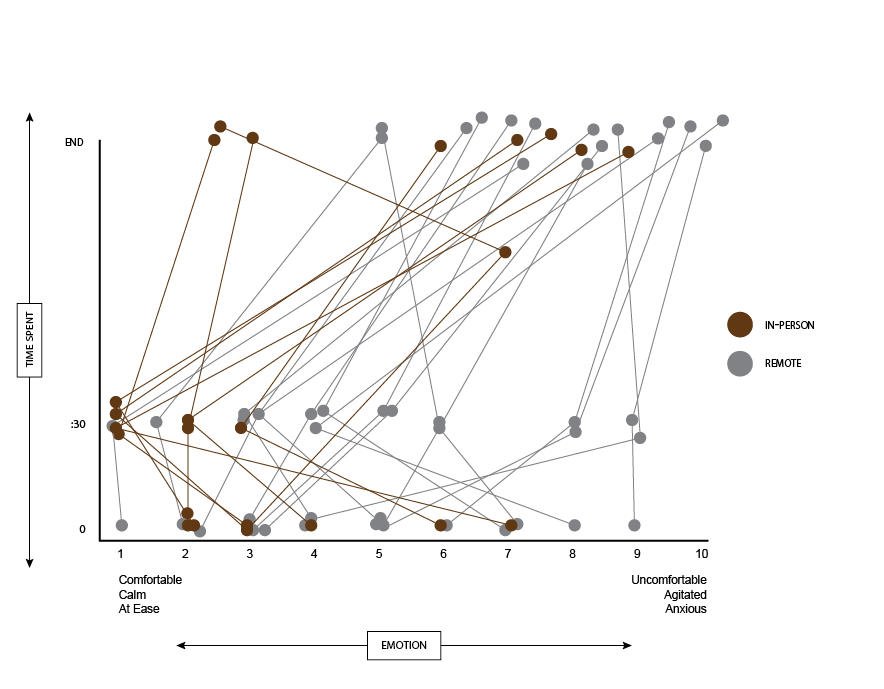 END
TIME SPENT
IN-PERSON
REMOTE
:30
0
1 2 3 4 5 6 7 8 9 10
Comfortable
Calm
At Ease
Uncomfortable
Agitated
Anxious
EMOTION